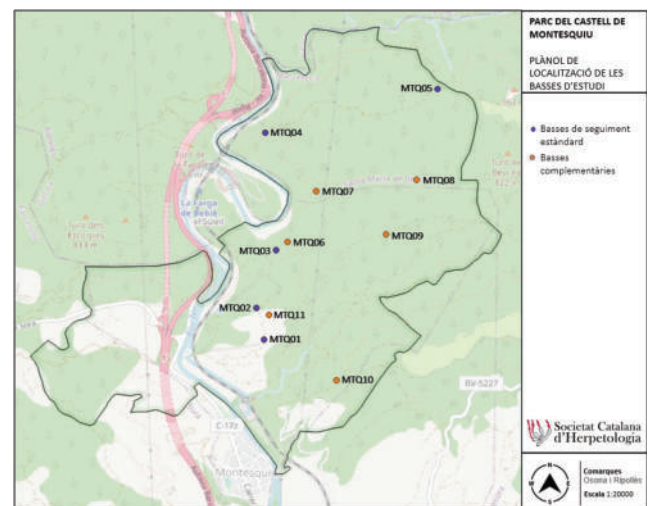 PARC DEL CASTELL DE
MONTESQUIU
PLÀNOL DE
LOCALITZACIÓ DE LES
BASSES D'ESTUDI
Basses de seguiment
estàndard
Basses
complementàries
MTQ05
MTQ04
MTQ08
MTQ07
MTQ09
MTQ06
MTQ03
MTQ02
MTQ11
MTQ01
MTQ10
BV-5227
C-17z
Montesquiu
La Farga
de Bebié
Societat Catalana
d'Herpetologia
N
W
E
S
Comarques
Osona i Ripollès
Escala 1:20000